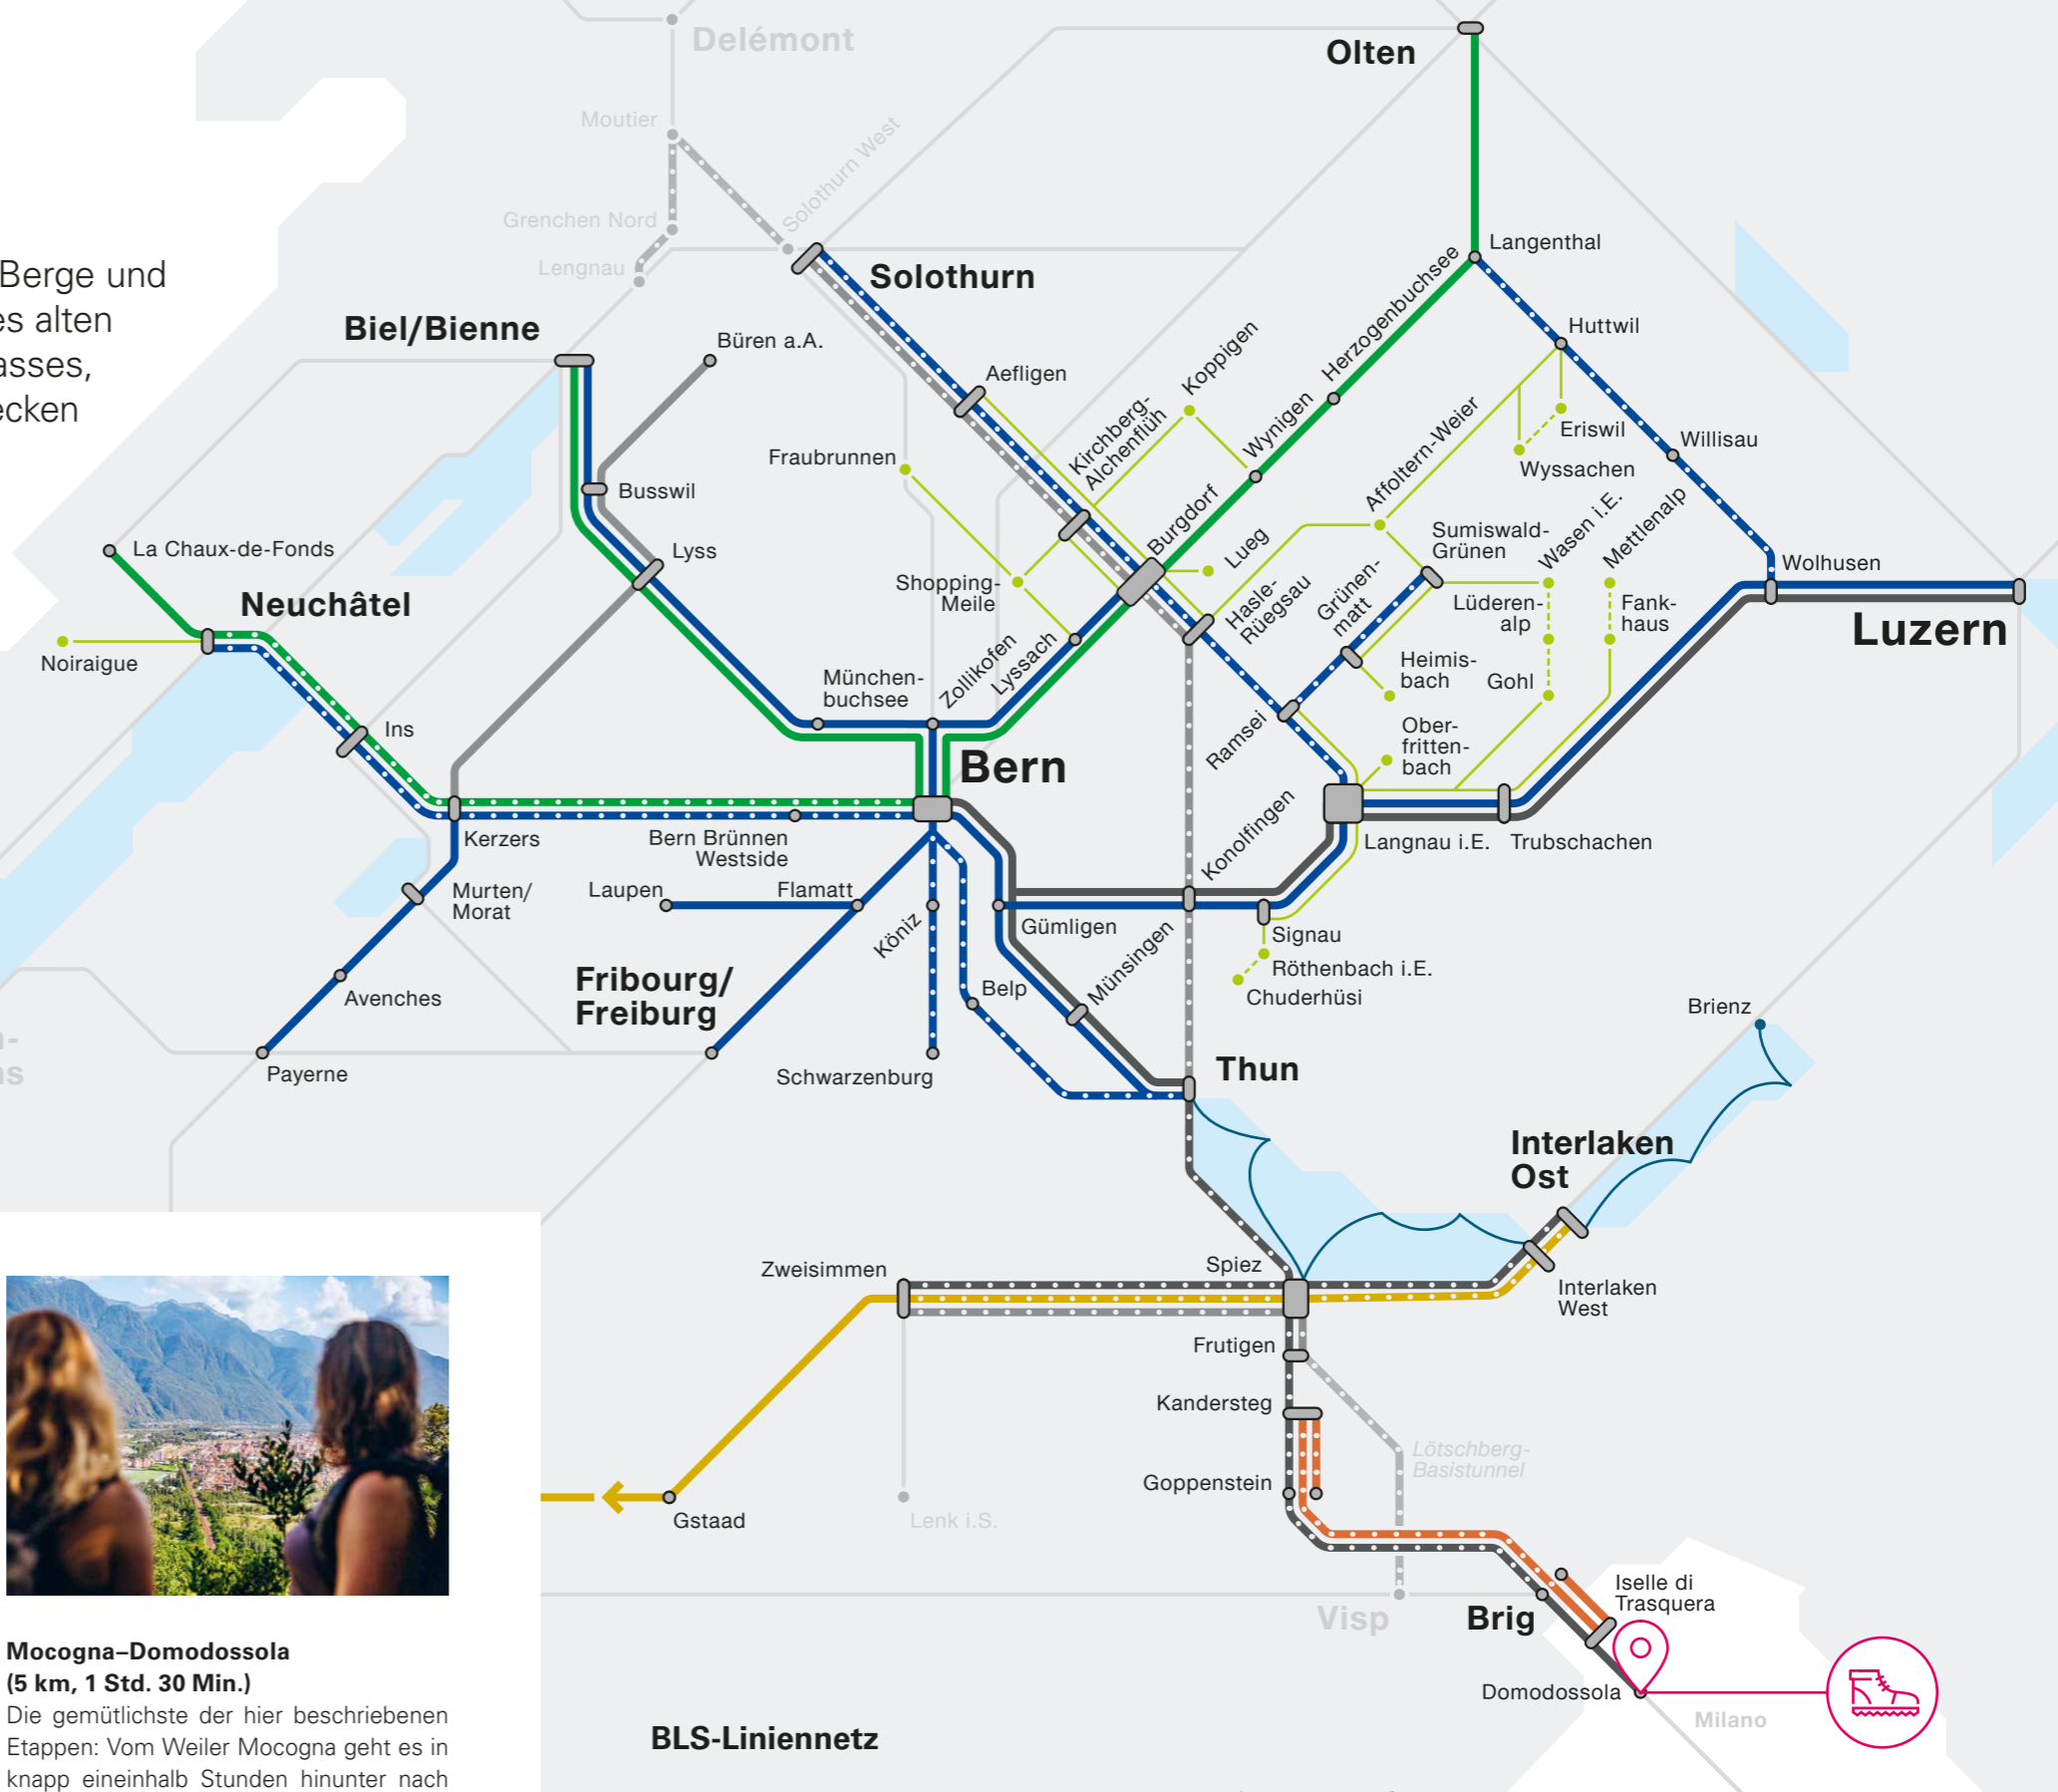 Delémont
Olten
Moutier
Solothurn West
Grenchen Nord
Lengnau
Berge und
es alten
asses,
ecken
Solothurn
Langenthal
Biel/Bienne
Büren a.A.
Aefligen
Koppigen
Herzogenbuchsee
Huttwil
Kirchberg-
Alchenflüh
Wynigen
Affoltern-Weier
Eriswil
Willisau
Fraubrunnen
Wyssachen
Busswil
Burgdorf
Lueg
Sumiswald-
Grünen
Wasen i.E.
Mettlenalp
La Chaux-de-Fonds
Lyss
Wolhusen
Neuchâtel
Shopping-
Meile
Hasle-
Rüegsau
Grünen-
matt
Lüderen-
alp
Fank-
haus
Luzern
Noiraigue
München-
buchsee
Zollikofen
Lyssach
Heimis-
bach
Gohl
Ins
Ramsei
Ober-
fritten-
bach
Bern
Kerzers
Bern Brünnen
Westside
Konolfingen
Langnau i.E.
Trubschachen
Murten/
Morat
Laupen
Flamatt
Köniz
Gümligen
Signau
Münsingen
Röthenbach i.E.
Chuderhüsi
Avenches
Fribourg/
Freiburg
Belp
Brienz
n-
ns
Payerne
Schwarzenburg
Thun
Interlaken
Ost
Zweisimmen
Spiez
Interlaken
West
Frutigen
Kandersteg
Lötschberg-
Basistunnel
Goppenstein
Gstaad
Lenk i.S.
Iselle di
Trasquera
Visp
Brig
Domodossola
Milano
Mocogna–Domodossola
(5 km, 1 Std. 30 Min.)
Die gemütlichste der hier beschriebenen
Etappen: Vom Weiler Mocogna geht es in
knapp eineinhalb Stunden hinunter nach
BLS-Liniennetz